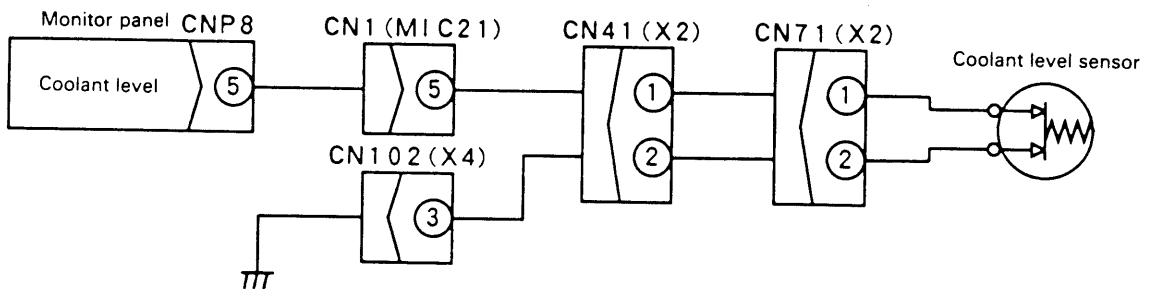 Monitor panel CNP8
Coolant level
5
CN1(MIC21)
5
CN102(X4)
3
CN41(X2)
1
2
CN71(X2)
1
2
Coolant level sensor